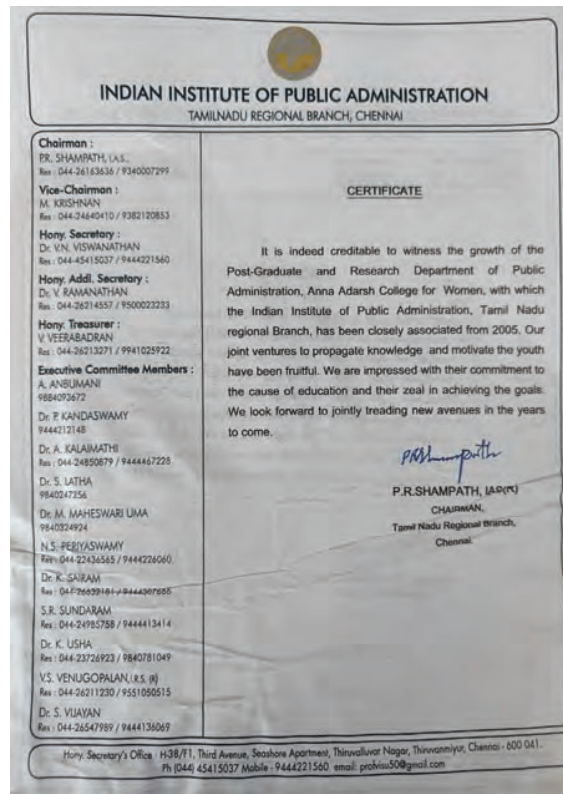 INDIAN INSTITUTE OF PUBLIC ADMINISTRATION
TAMILNADU REGIONAL BRANCH, CHENNAI
Chairman :
P.R. SHAMPATH, I.A.S.,
Res : 044-26163636 / 9340007299
Vice-Chairman :
M. KRISHNAN
Res : 044-24640410 / 9382120853
Hony. Secretary :
Dr. V.N. VISWANATHAN
Res : 044-45415037 / 9444221560
Hony. Addl. Secretary :
Dr. V. RAMANATHAN
Res : 044-26214557 / 9500023233
Hony. Treasurer :
V. VEERABADRAN
Res : 044-26213271 / 9941025922
Executive Committee Members :
A. ANBUMANI
9884093672
Dr. P. KANDASWAMY
9444212148
Dr. A. KALAIMATHI
Res : 044-24850879 / 9444467228
Dr. S. LATHA
9840247256
Dr. M. MAHESWARI UMA
9840324924
N.S. PERIYASWAMY
Res : 044-22436565 / 9444226060
Dr. K. SAIRAM
Res :
S.R. SUNDARAM
Res : 044-24985758 / 9444413414
Dr. K. USHA
Res : 044-23726923 / 9840781049
V.S. VENUGOPALAN, I.R.S. (R)
Res : 044-26211230 / 9551050515
Dr. S. VIJAYAN
Res : 044-26547989 / 9444136069
CERTIFICATE
It is indeed creditable to witness the growth of the
Post-Graduate and Research Department of Public
Administration, Anna Adarsh College for Women, with which
the Indian Institute of Public Administration, Tamil Nadu
regional Branch, has been closely associated from 2005. Our
joint ventures to propagate knowledge and motivate the youth
have been fruitful. We are impressed with their commitment to
the cause of education and their zeal in achieving the goals.
We look forward to jointly treading new avenues in the years
to come.
PRShampath
P.R.SHAMPATH, IAS(R)
CHAIRMAN,
Tamil Nadu Regional Branch,
Chennai.
Hony. Secretary's Office : H-38/F1, Third Avenue, Seashore Apartment, Thiruvalluvar Nagar, Thiruvanmiyur, Chennai - 600 041.
Ph (044) 45415037 Mobile - 9444221560 email: profvisu50@gmail.com